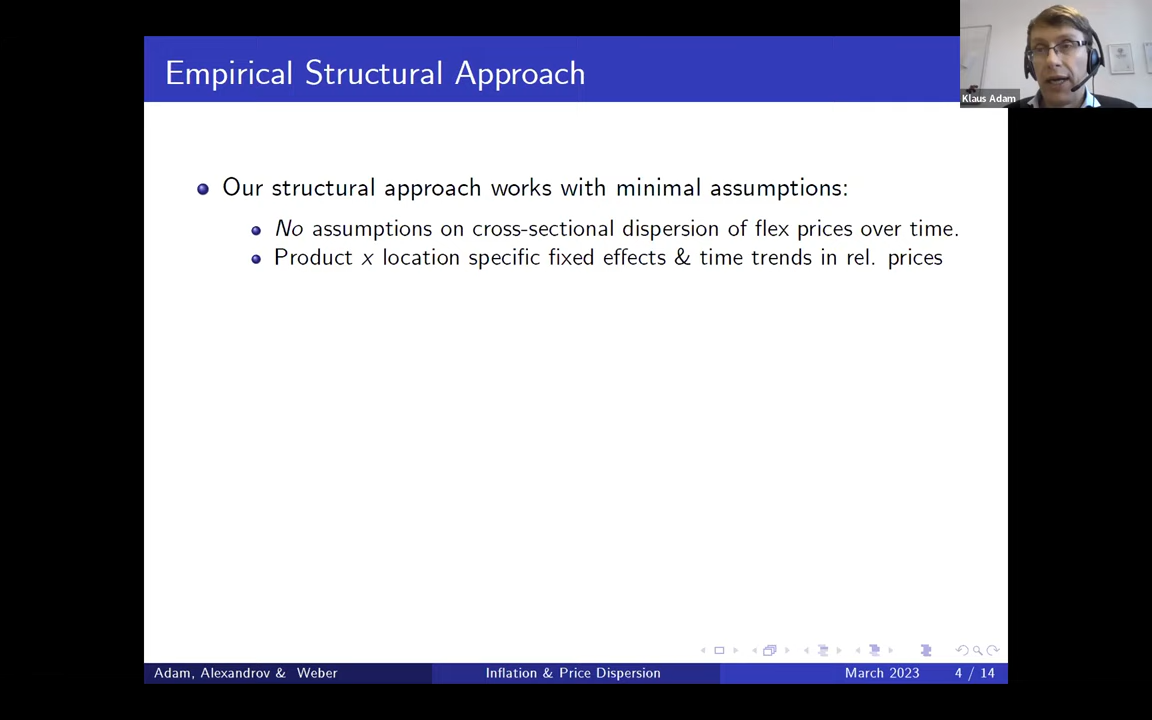 Empirical Structural Approach
Klaus Adam
Our structural approach works with minimal assumptions:
No assumptions on cross-sectional dispersion of flex prices over time.
Product x location specific fixed effects & time trends in rel. prices
Adam, Alexandrov & Weber
Inflation & Price Dispersion
March 2023
4 / 14